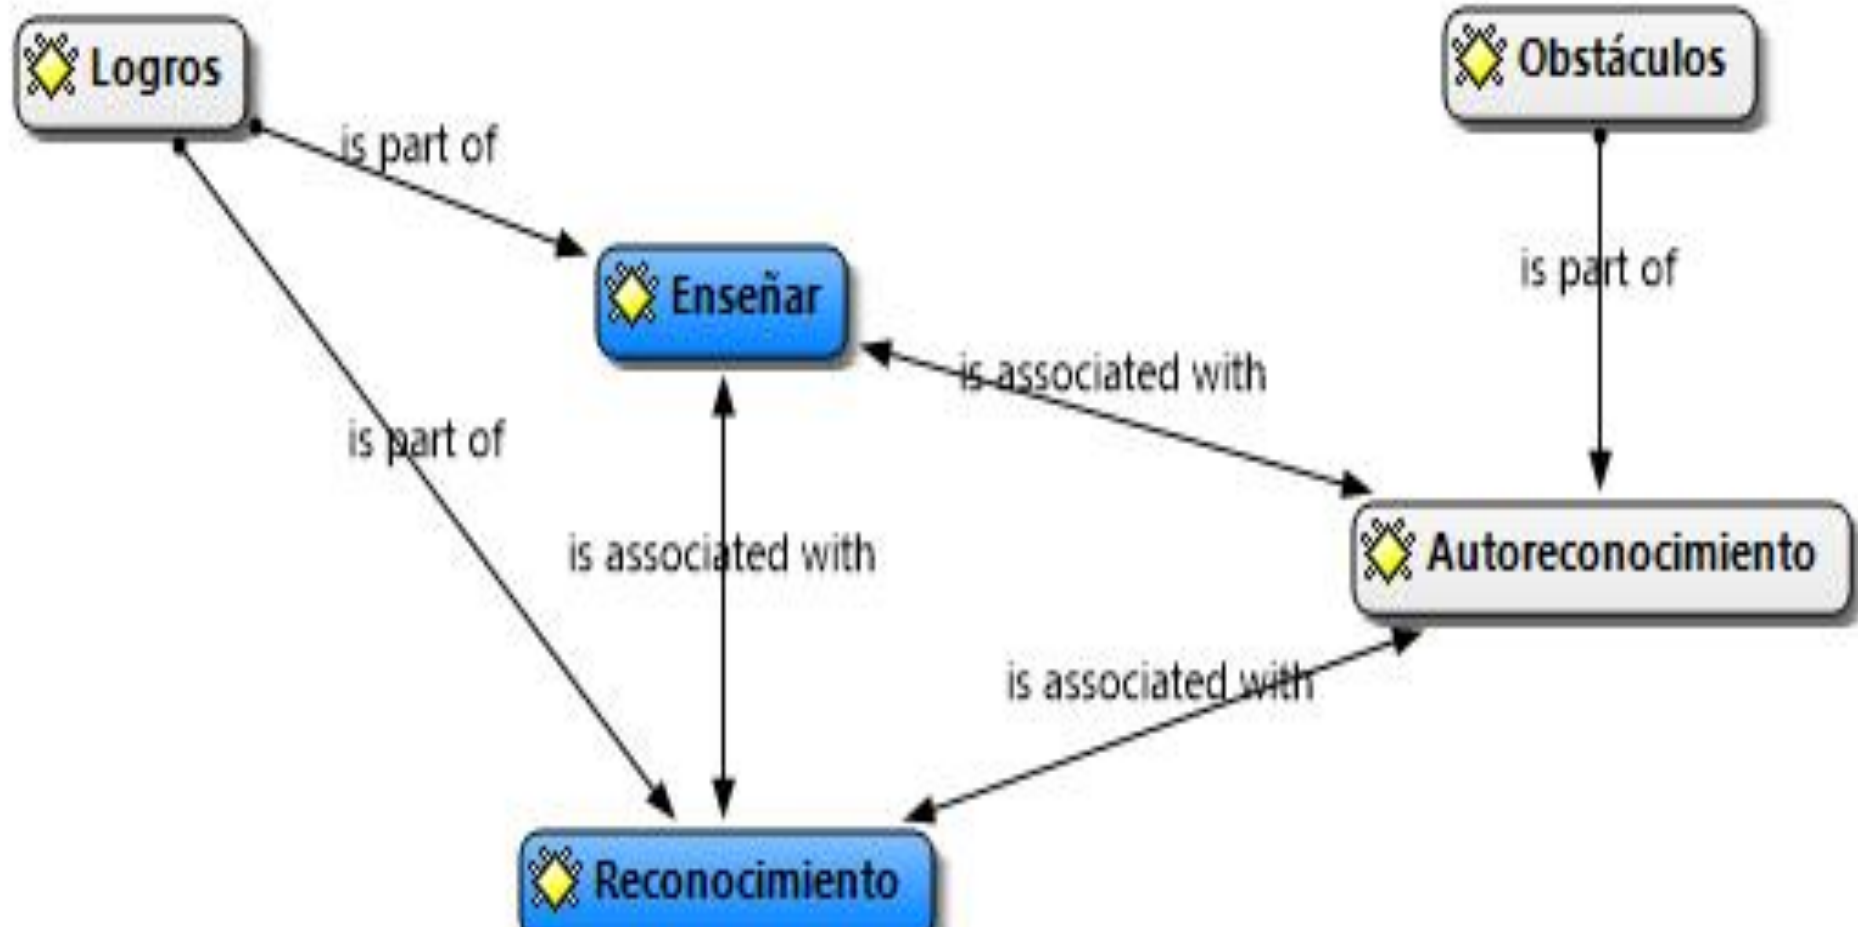 Logros
Obstáculos
is part of
is part of
Enseñar
is associated with
is part of
is associated with
Autoreconocimiento
is associated with
Reconocimiento